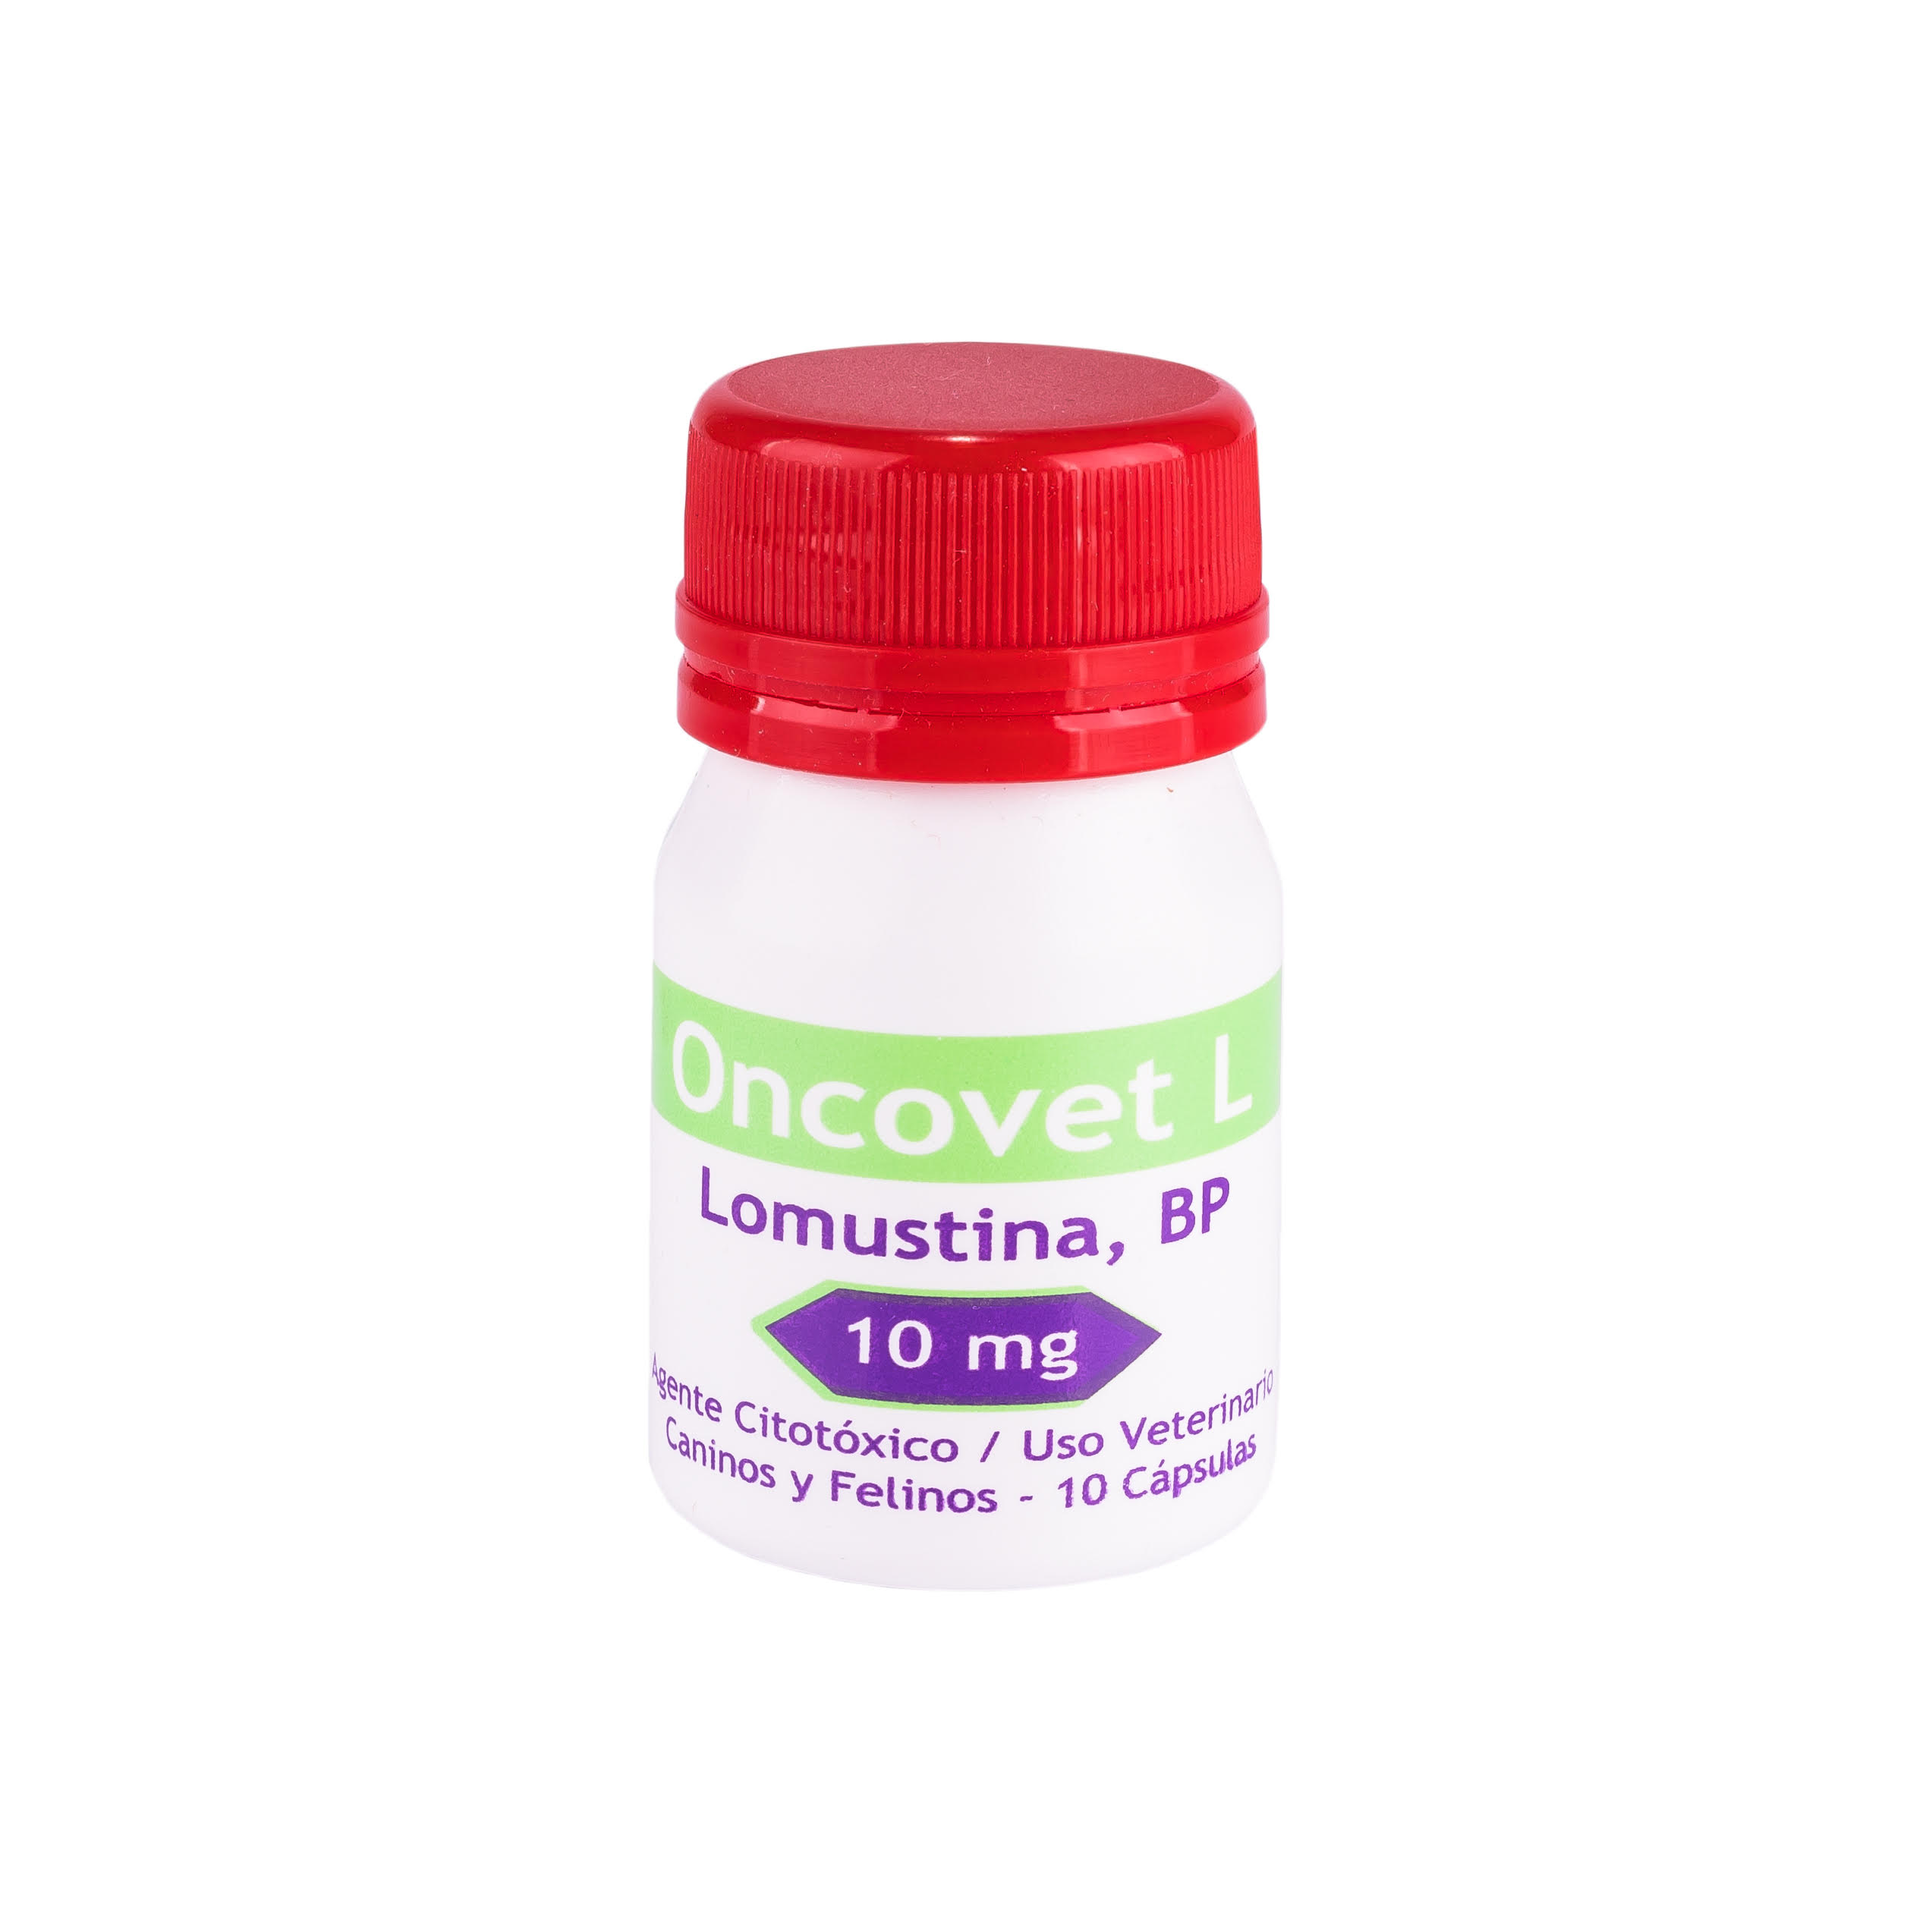 Oncovet L
Lomustina, BP
10 mg
Agente Citotóxico / Uso Veterinario
Caninos y Felinos - 10 Cápsulas